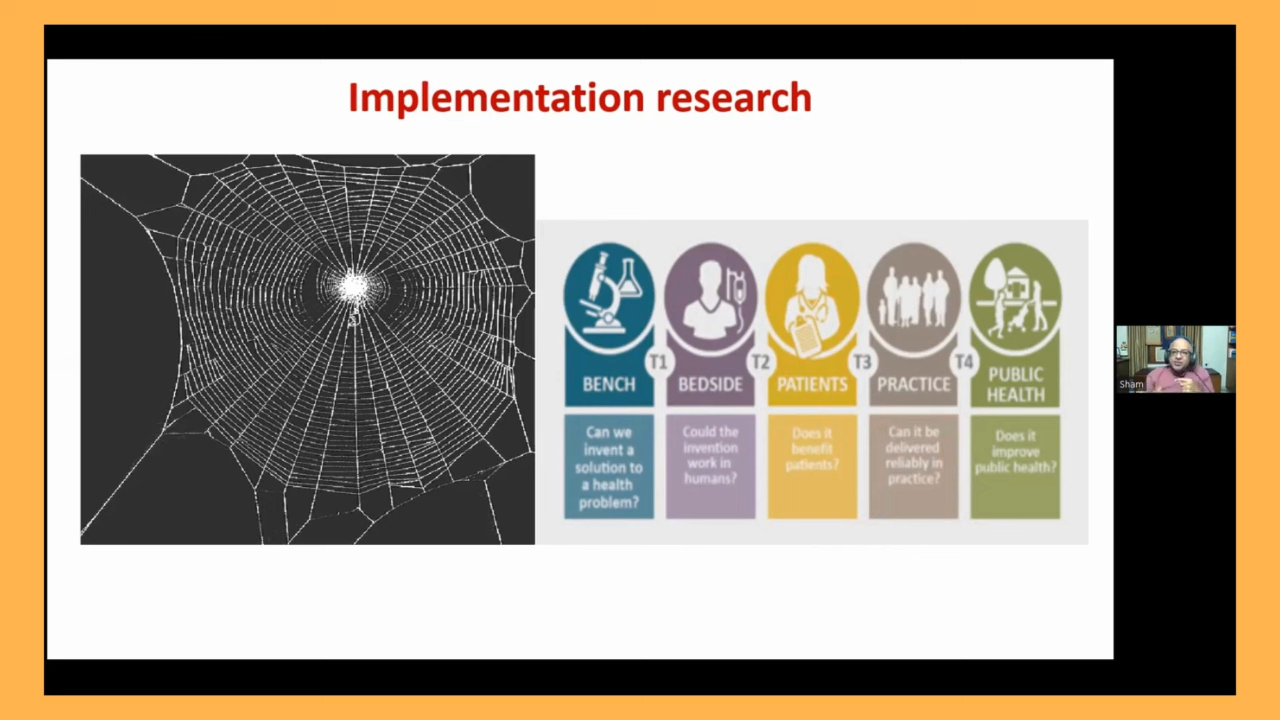 Implementation research
BENCH
T1
BEDSIDE
T2
PATIENTS
T3
PRACTICE
T4
PUBLIC
HEALTH
Can we
invent a
solution to
a health
problem?
Could the
invention
work in
humans?
Does it
benefit
patients?
Can it be
delivered
reliably in
practice?
Does it
improve
public health?
Sham